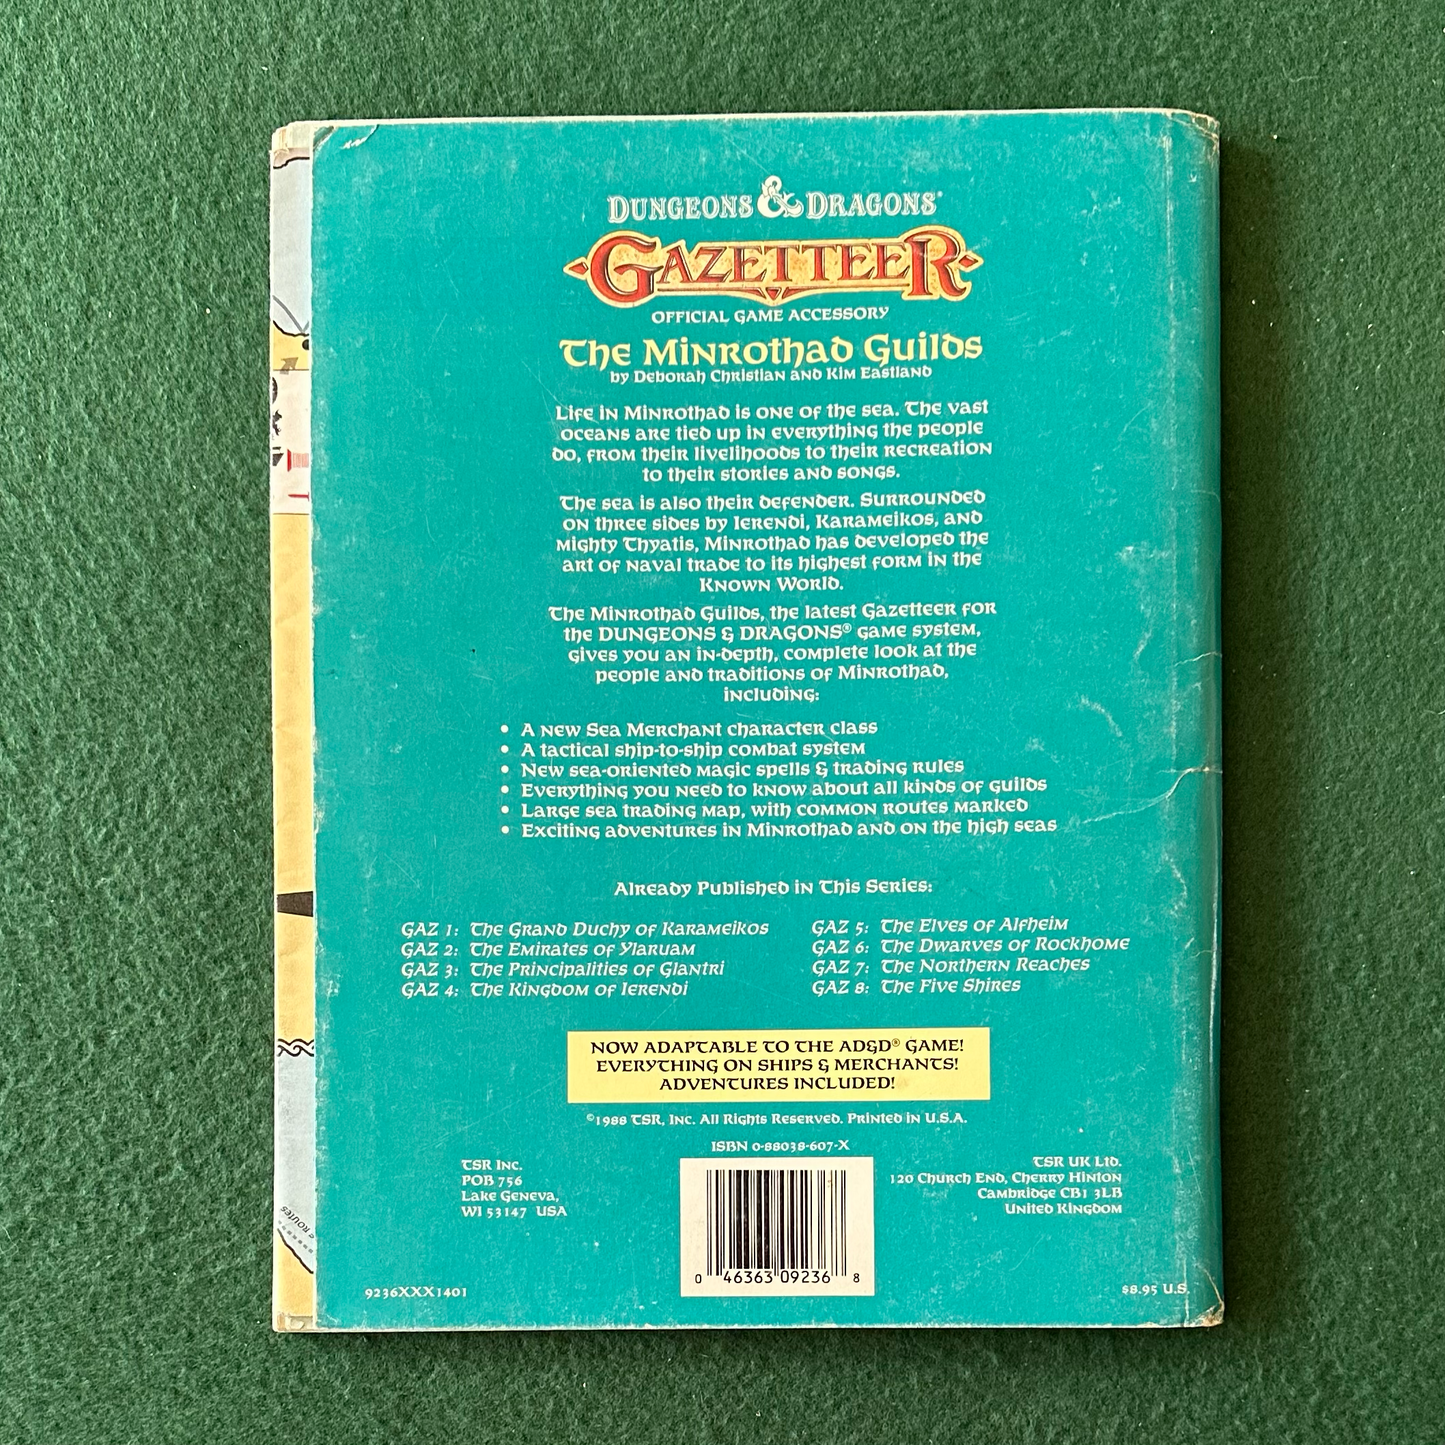 DUNGEONS & DRAGONS®
GAZETTEER
OFFICIAL GAME ACCESSORY
The Minrothad Guilds
by Deborah Christian and Kim Eastland
Life in Minrothad is one of the sea. The vast
oceans are tied up in everything the people
do, from their livelihoods to their recreation
to their stories and songs.
The sea is also their defender. Surrounded
on three sides by Ierendi, Karameikos, and
mighty Thyatis, Minrothad has developed the
art of naval trade to its highest form in the
Known World.
The Minrothad Guilds, the latest Gazetteer for
the DUNGEONS & DRAGONS® game system,
gives you an in-depth, complete look at the
people and traditions of Minrothad,
including:
• A new Sea Merchant character class
• A tactical ship-to-ship combat system
• New sea-oriented magic spells & trading rules
• Everything you need to know about all kinds of guilds
• Large sea trading map, with common routes marked
• Exciting adventures in Minrothad and on the high seas
Already Published in This Series:
GAZ 1: The Grand Duchy of Karameikos
GAZ 2: The Emirates of Ylaruam
GAZ 3: The Principalities of Glantri
GAZ 4: The Kingdom of Ierendi
GAZ 5: The Elves of Alfheim
GAZ 6: The Dwarves of Rockhome
GAZ 7: The Northern Reaches
GAZ 8: The Five Shires
NOW ADAPTABLE TO THE AD&D® GAME!
EVERYTHING ON SHIPS & MERCHANTS!
ADVENTURES INCLUDED!
©1988 TSR, Inc. All Rights Reserved. Printed in U.S.A.
ISBN 0-88038-607-X
TSR Inc.
POB 756
Lake Geneva,
WI 53147 USA
TSR UK Ltd.
120 Church End, Cherry Hinton
Cambridge CB1 3LB
United Kingdom
0 46363 09236 8
9236XXX1401
$8.95 U.S.
ROUTES